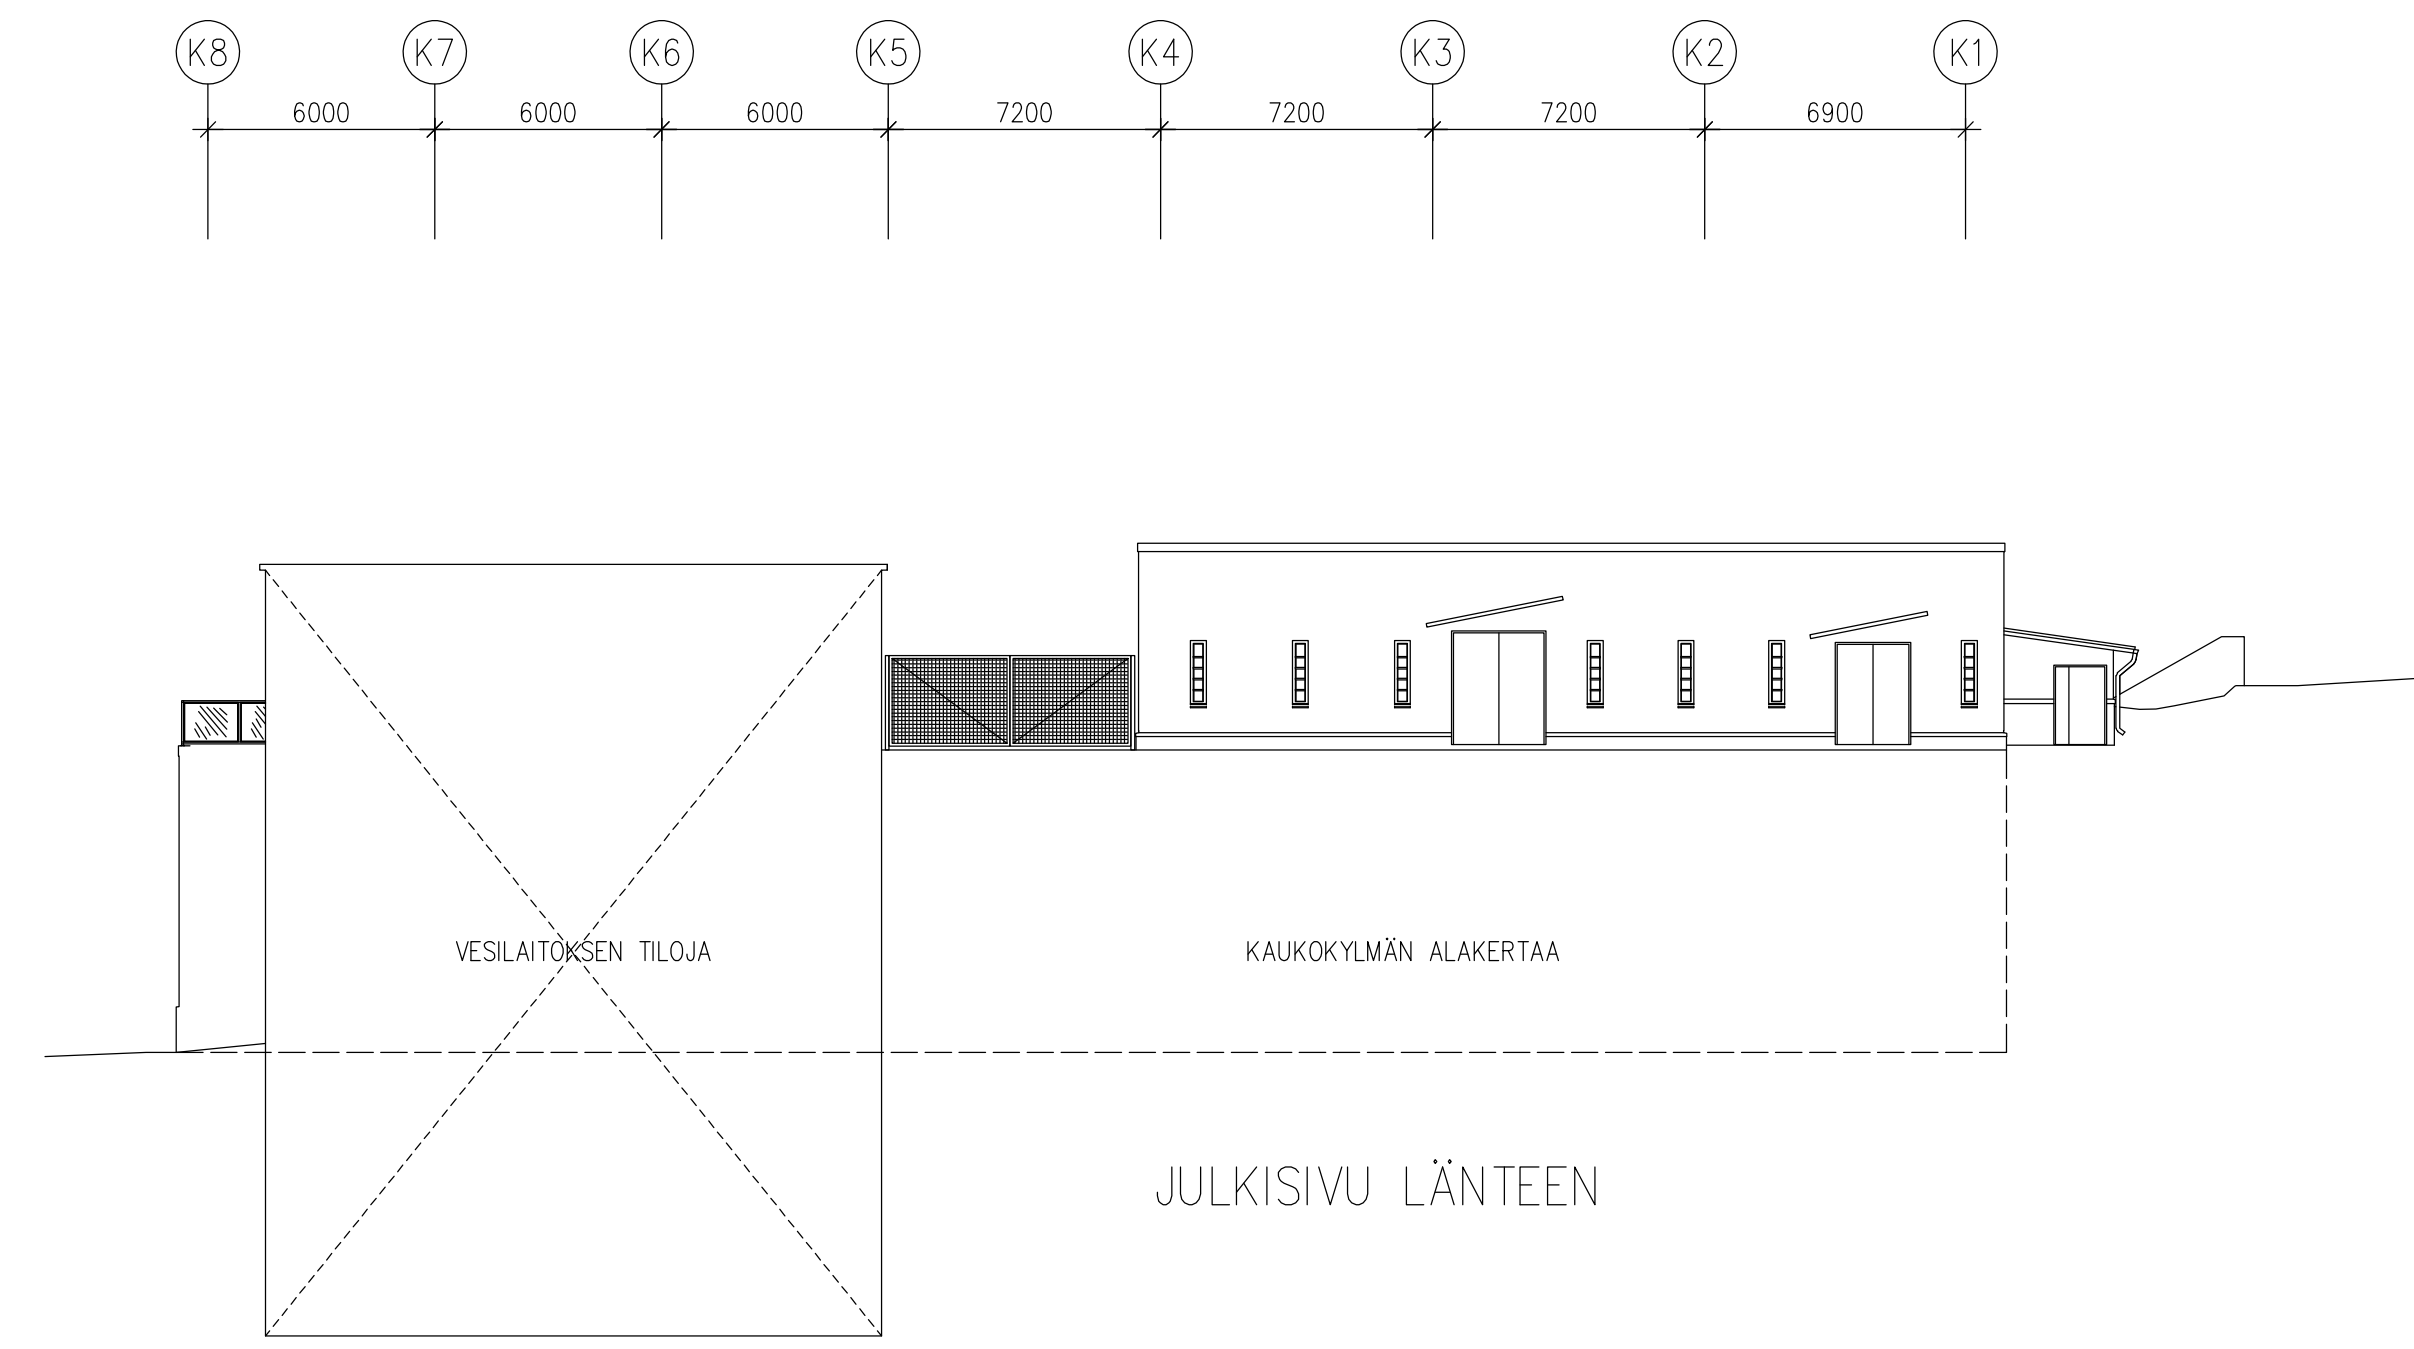 K8 K7 K6 K5 K4 K3 K2 K1
6000 6000 6000 7200 7200 7200 6900
VESILAITOKSEN TILOJA
KAUKOKYLMÄN ALAKERTAA
JULKISIVU LÄNTEEN